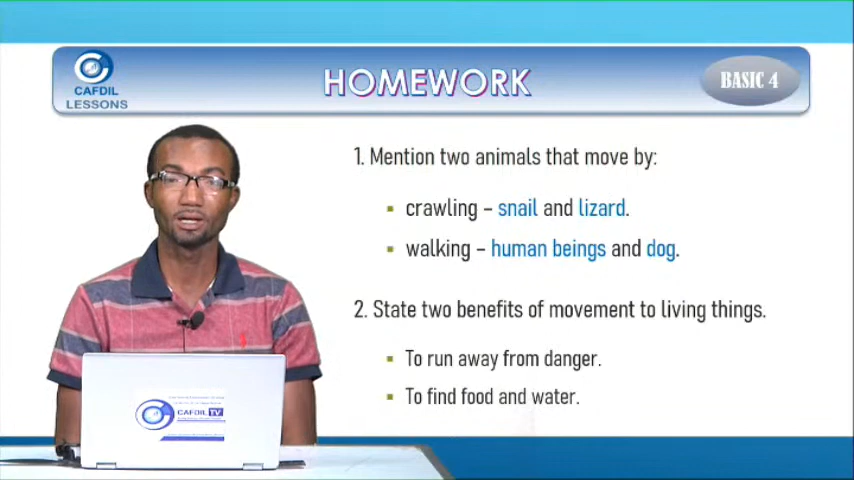 CAFDIL
LESSONS
HOMEWORK
BASIC 4
1. Mention two animals that move by:
crawling – snail and lizard.
walking – human beings and dog.
2. State two benefits of movement to living things.
To run away from danger.
To find food and water.
CAFDIL TV